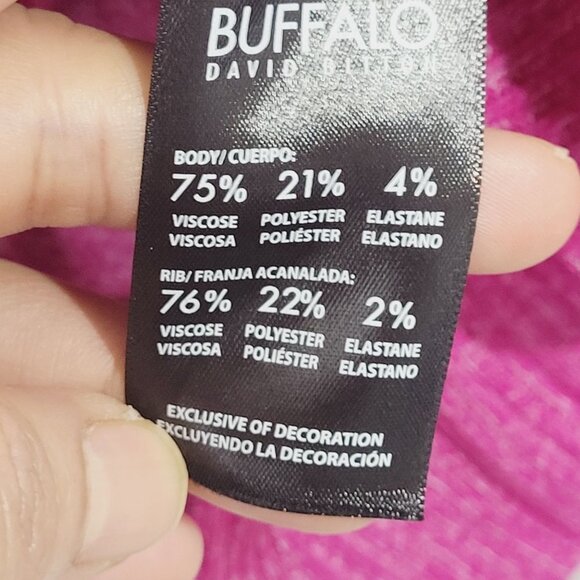 BUFFALO
DAVID BITTON
BODY/ CUERPO:
75% 21% 4%
VISCOSE POLYESTER ELASTANE
VISCOSA POLIÉSTER ELASTANO
RIB/ FRANJA ACANALADA:
76% 22% 2%
VISCOSE POLYESTER ELASTANE
VISCOSA POLIÉSTER ELASTANO
EXCLUSIVE OF DECORATION
EXCLUYENDO LA DECORACIÓN